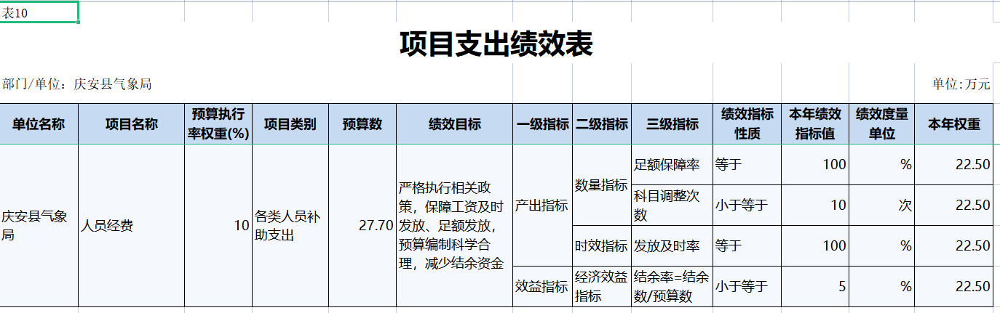 表10
项目支出绩效表
部门/单位：庆安县气象局
单位:万元
单位名称
项目名称
预算执行
率权重(%)
项目类别
预算数
绩效目标
一级指标
二级指标
三级指标
绩效指标
性质
本年绩效
指标值
绩效度量
单位
本年权重
庆安县气象
局
人员经费
10
各类人员补
助支出
27.70
严格执行相关政
策，保障工资及时
发放、足额发放，
预算编制科学合
理，减少结余资金
产出指标
数量指标
足额保障率
等于
100
%
22.50
科目调整次
数
小于等于
10
次
22.50
时效指标
发放及时率
等于
100
%
22.50
效益指标
经济效益
指标
结余率=结余
数/预算数
小于等于
5
%
22.50